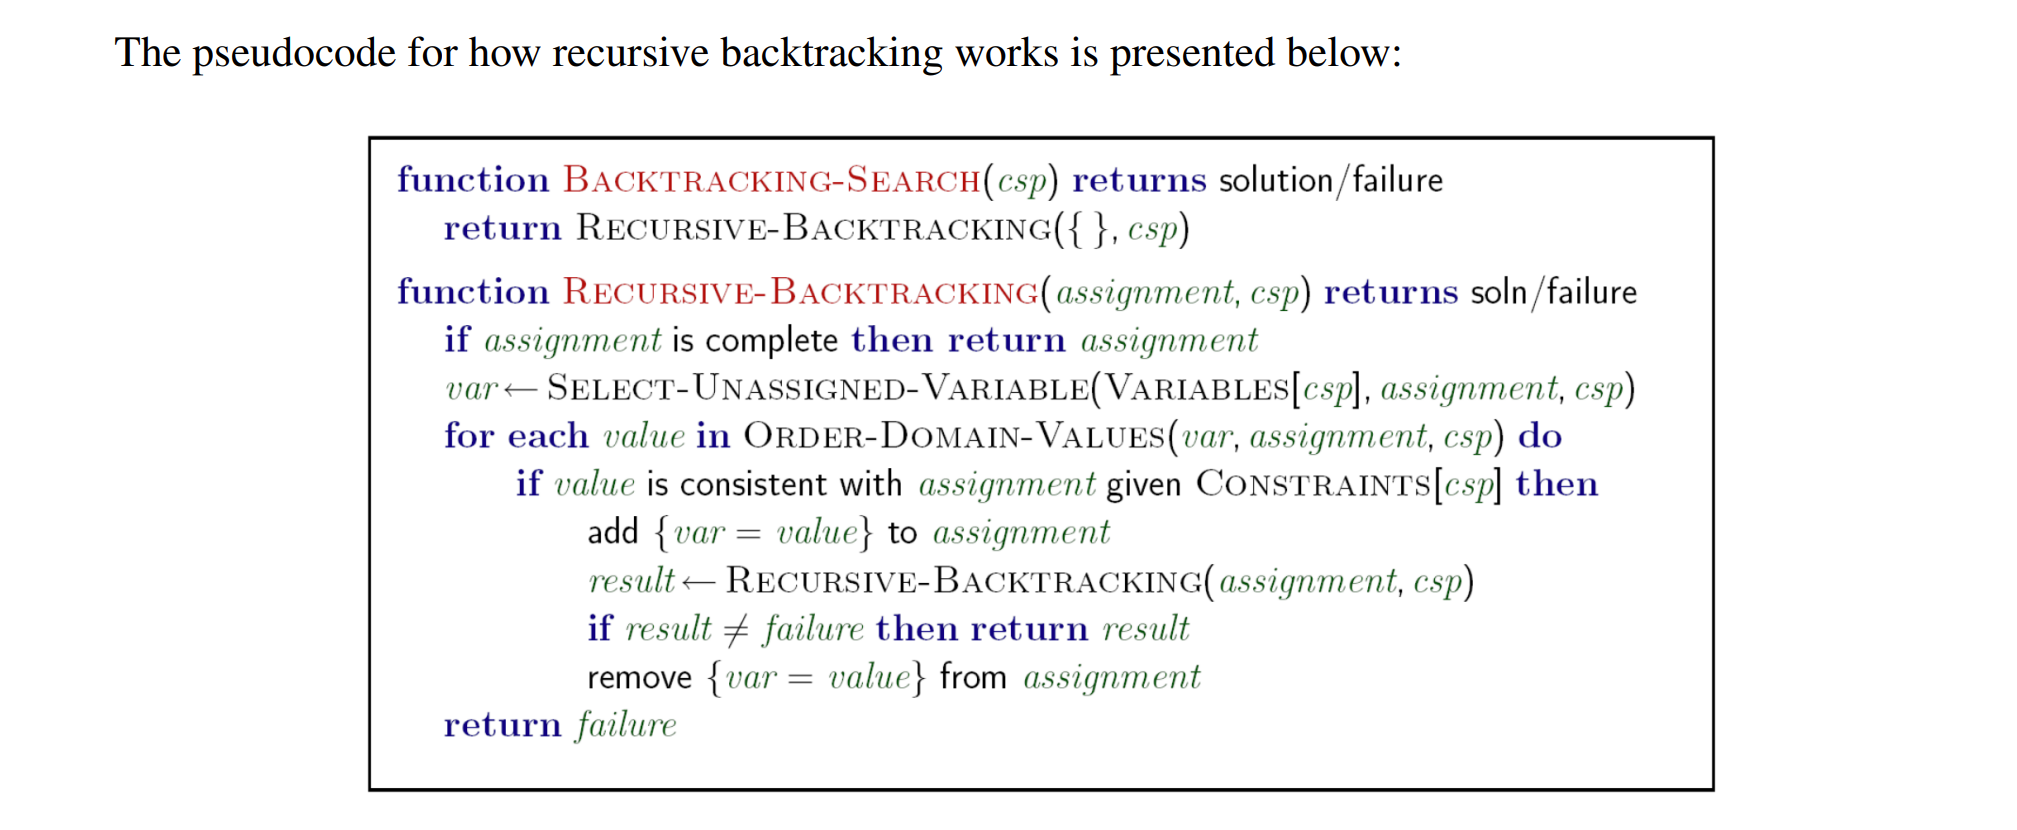 The pseudocode for how recursive backtracking works is presented below:
function BACKTRACKING-SEARCH(csp) returns solution/failure
return RECURSIVE-BACKTRACKING({ }, csp)
function RECURSIVE-BACKTRACKING(assignment, csp) returns soln/failure
if assignment is complete then return assignment
var ← SELECT-UNASSIGNED-VARIABLE(VARIABLES[csp], assignment, csp)
for each value in ORDER-DOMAIN-VALUES(var, assignment, csp) do
if value is consistent with assignment given CONSTRAINTS[csp] then
add {var = value} to assignment
result ← RECURSIVE-BACKTRACKING(assignment, csp)
if result ≠ failure then return result
remove {var = value} from assignment
return failure